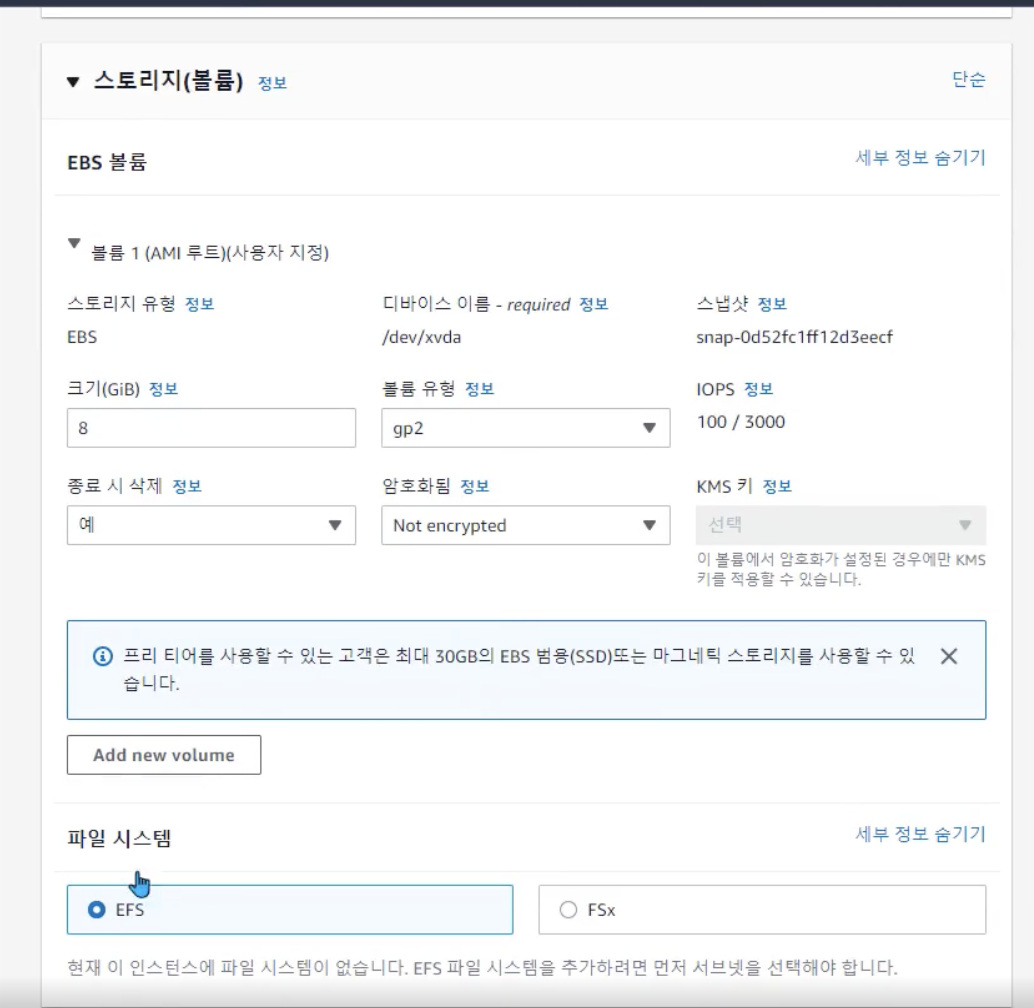 스토리지(볼륨) 정보
단순
EBS 볼륨
세부 정보 숨기기
볼륨 1 (AMI 루트)(사용자 지정)
스토리지 유형 정보
디바이스 이름 - required 정보
스냅샷 정보
EBS
/dev/xvda
snap-0d52fc1ff12d3eecf
크기(GiB) 정보
볼륨 유형 정보
IOPS 정보
8
gp2
100 / 3000
종료 시 삭제 정보
암호화됨 정보
KMS 키 정보
예
Not encrypted
선택
이 볼륨에서 암호화가 설정된 경우에만 KMS
키를 적용할 수 있습니다.
프리 티어를 사용할 수 있는 고객은 최대 30GB의 EBS 범용(SSD)또는 마그네틱 스토리지를 사용할 수 있
습니다.
Add new volume
파일 시스템
세부 정보 숨기기
EFS
FSx
현재 이 인스턴스에 파일 시스템이 없습니다. EFS 파일 시스템을 추가하려면 먼저 서브넷을 선택해야 합니다.